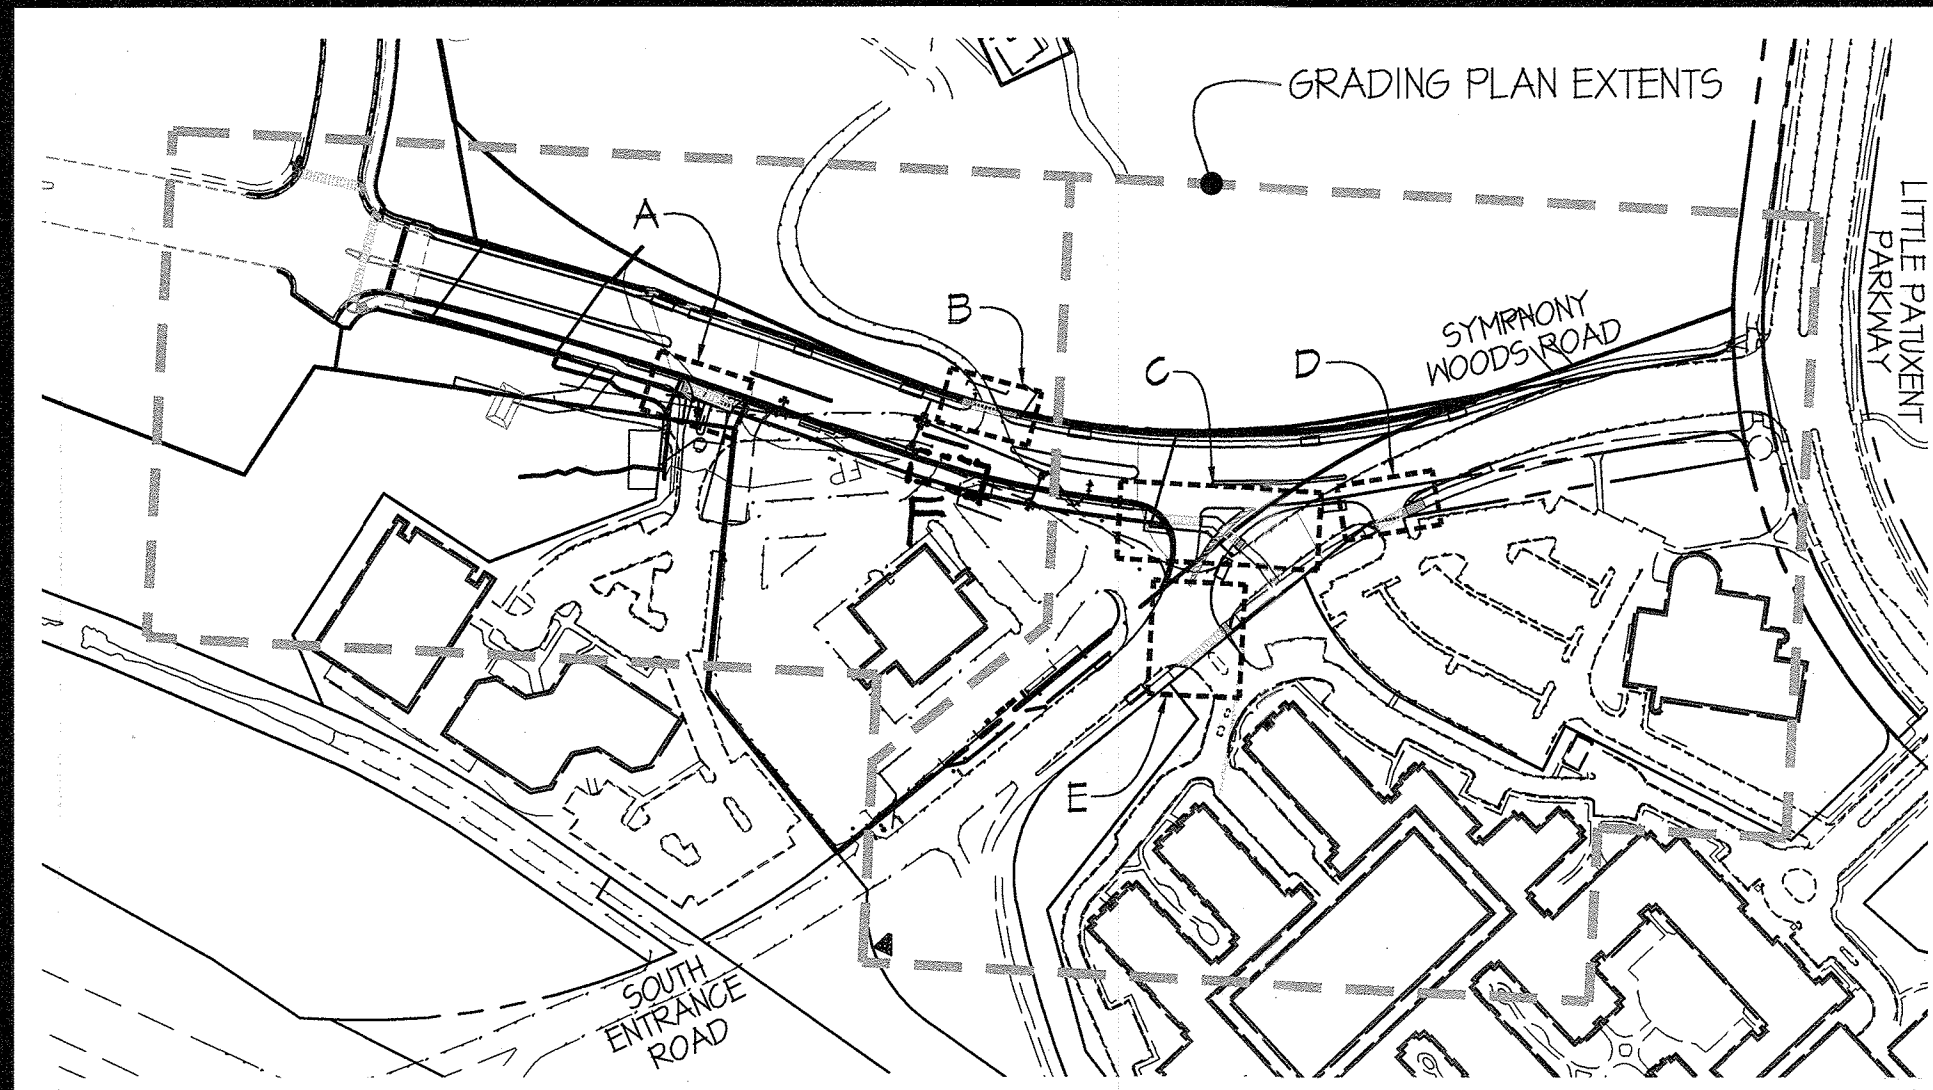 GRADING PLAN EXTENTS
A
B
C
D
E
SYMPHONY
WOODS ROAD
LITTLE PATUXENT
PARKWAY
FP
SOUTH
ENTRANCE
ROAD